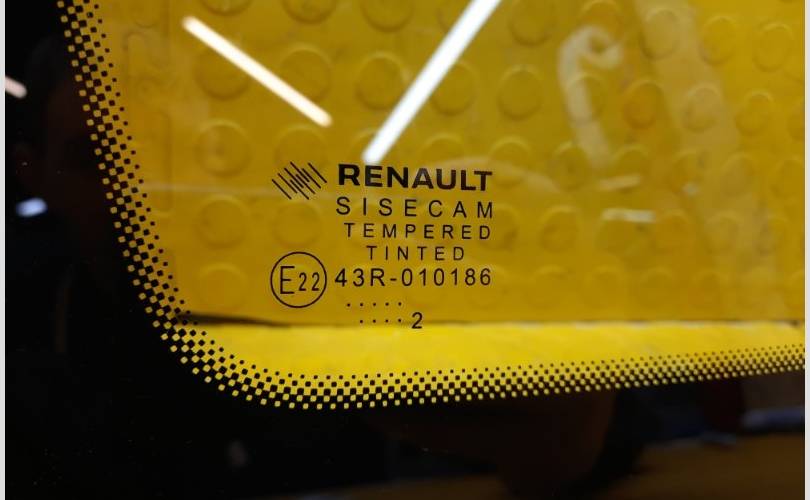 RENAULT
SISECAM
TEMPERED
TINTED
E22 43R-010186
.....
....2